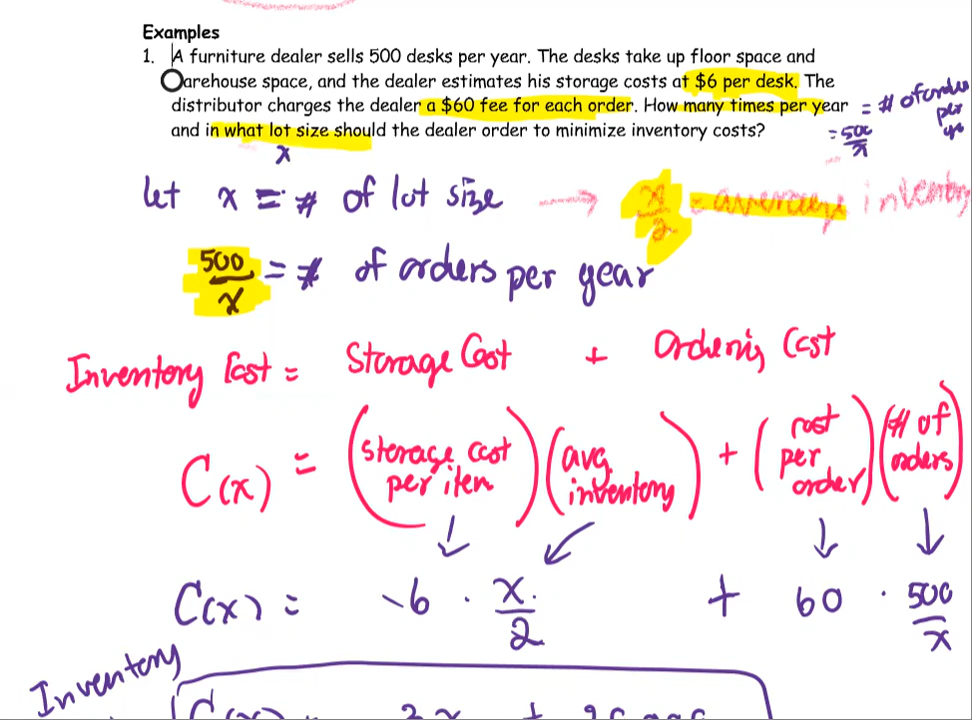 Examples
1. A furniture dealer sells 500 desks per year. The desks take up floor space and
arehouse space, and the dealer estimates his storage costs at $6 per desk. The
distributor charges the dealer a $60 fee for each order. How many times per year = # of orders per
and in what lot size should the dealer order to minimize inventory costs? = 500/x
x
let x = # of lot size → x/2 = average inventory
500/x = # of orders per year
Inventory Cost = Storage Cost + Ordering Cost
C(x) = (storage cost per item)(avg. inventory) + (cost per order)(# of orders)
C(x) = 6 · x/2 + 60 · 500/x
Inventory